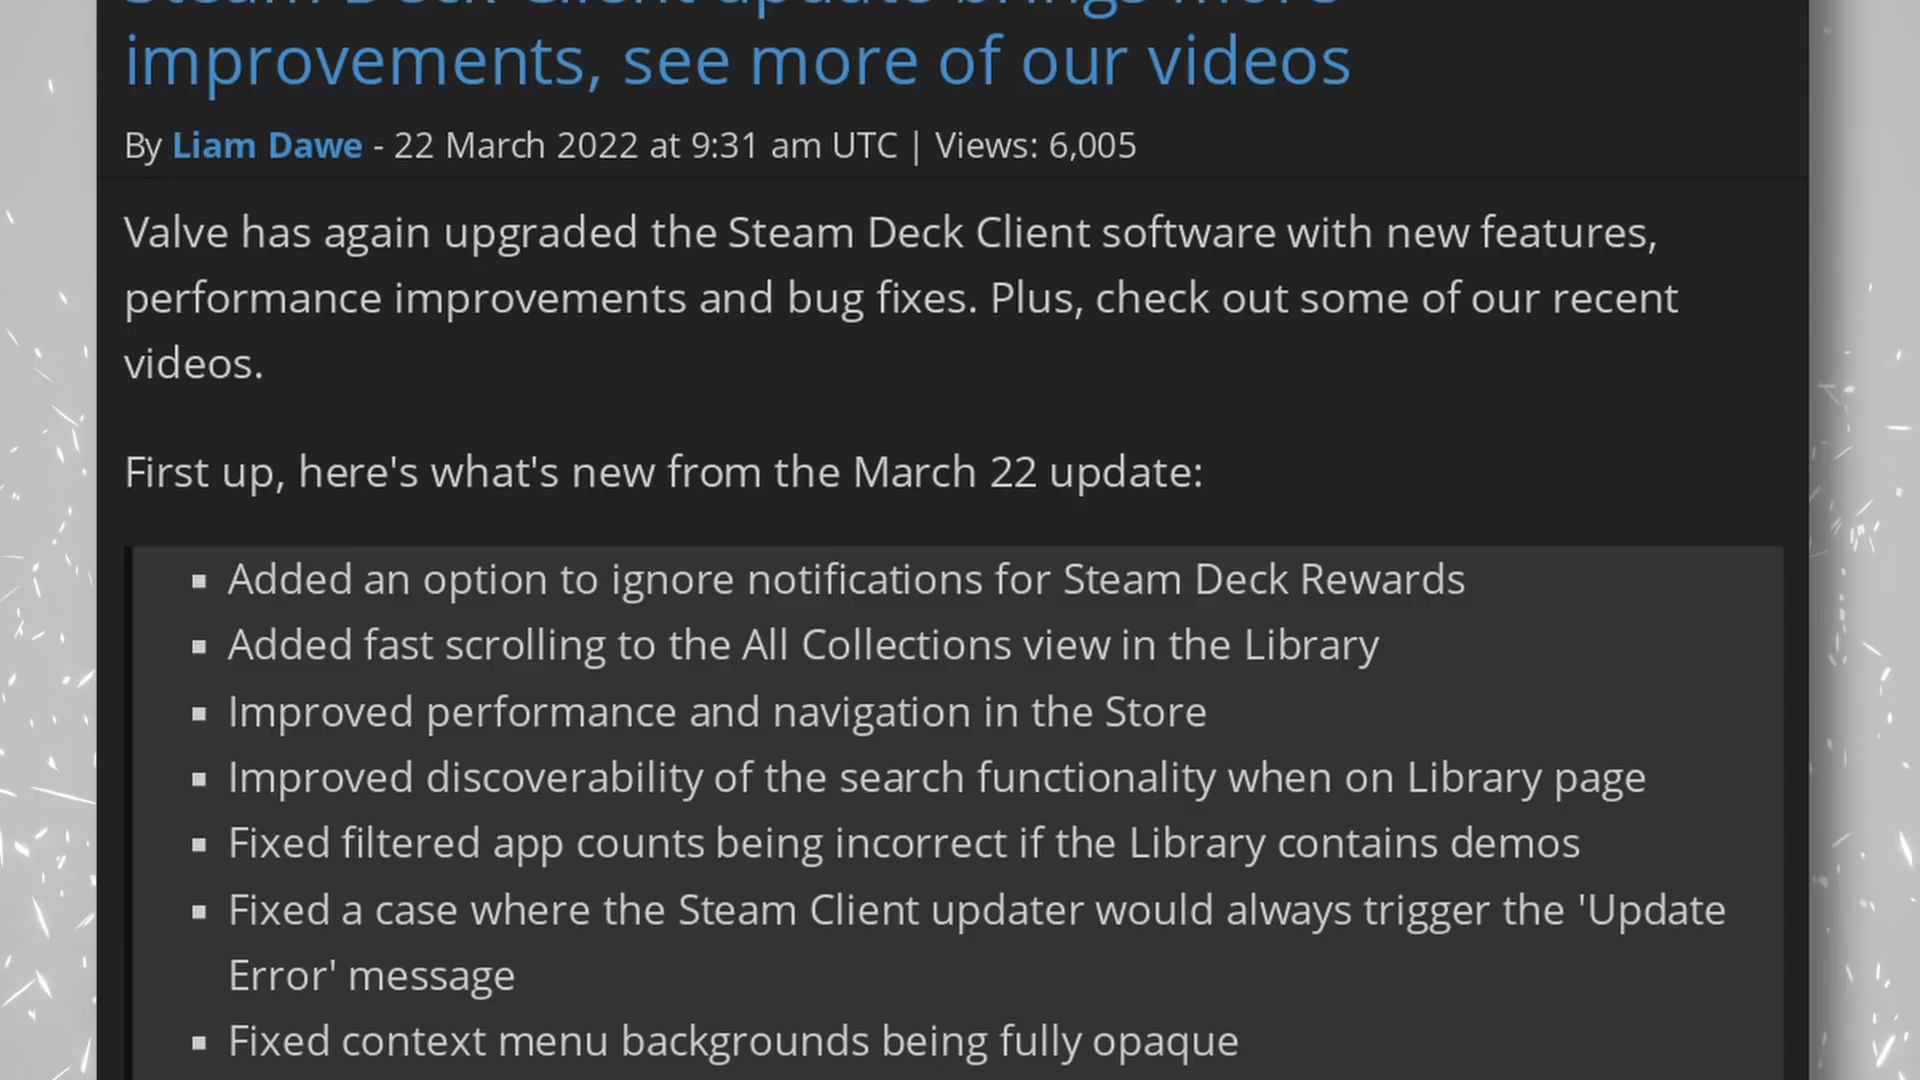 Steam Deck Client update brings more
improvements, see more of our videos
By Liam Dawe - 22 March 2022 at 9:31 am UTC | Views: 6,005
Valve has again upgraded the Steam Deck Client software with new features,
performance improvements and bug fixes. Plus, check out some of our recent
videos.
First up, here's what's new from the March 22 update:
▪ Added an option to ignore notifications for Steam Deck Rewards
▪ Added fast scrolling to the All Collections view in the Library
▪ Improved performance and navigation in the Store
▪ Improved discoverability of the search functionality when on Library page
▪ Fixed filtered app counts being incorrect if the Library contains demos
▪ Fixed a case where the Steam Client updater would always trigger the 'Update
Error' message
▪ Fixed context menu backgrounds being fully opaque